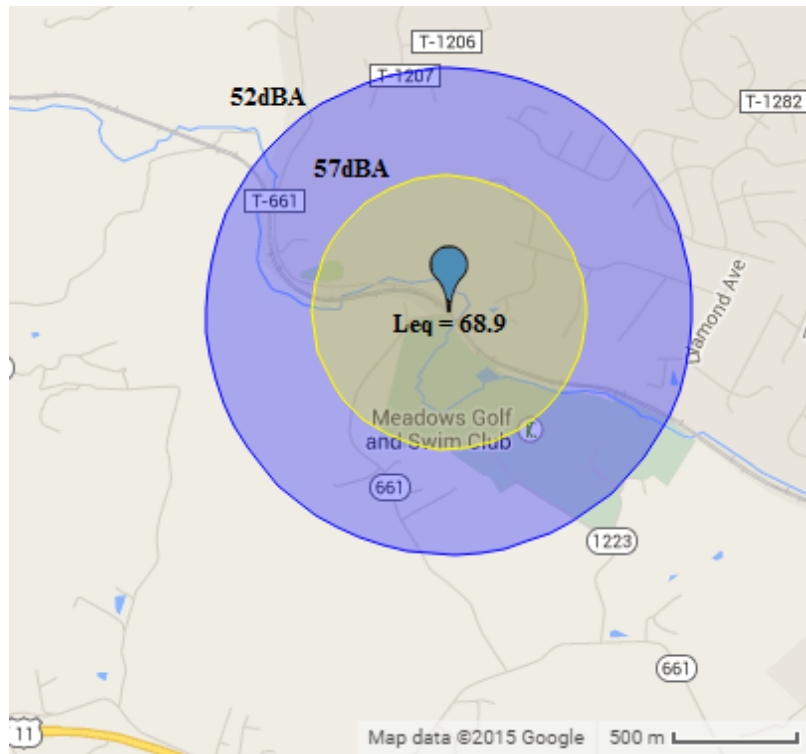 T-1206
T-1207
52dBA
T-1282
57dBA
T-661
Diamond Ave
Leq = 68.9
Meadows Golf
and Swim Club
661
1223
661
11
Map data ©2015 Google 500 m